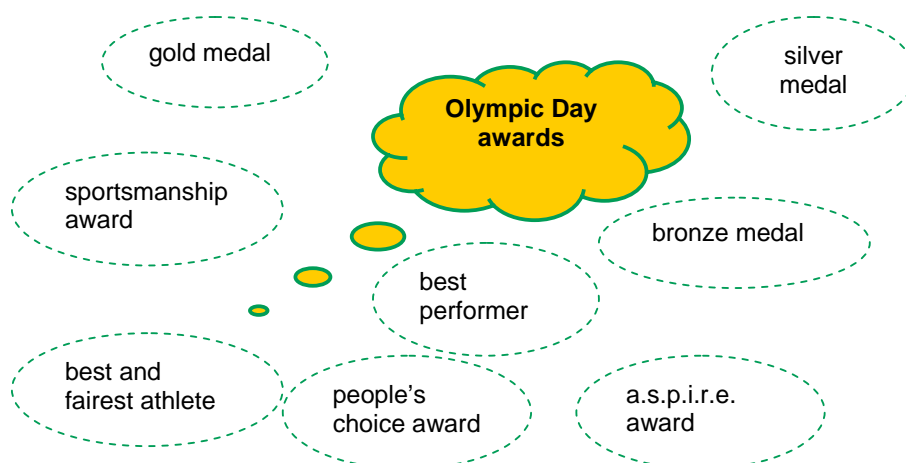 gold medal
silver
medal
Olympic Day
awards
sportsmanship
award
bronze medal
best
performer
best and
fairest athlete
people’s
choice award
a.s.p.i.r.e.
award